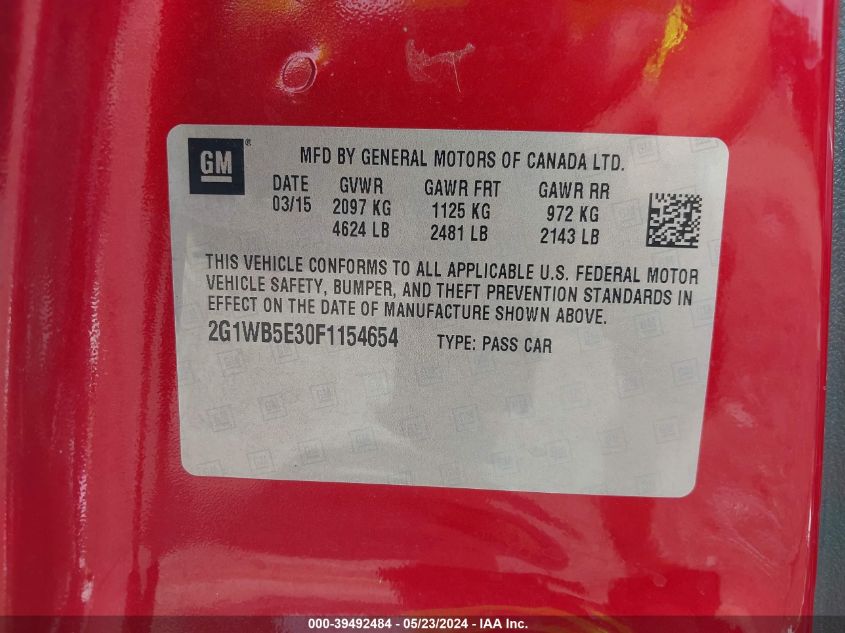 GM®
MFD BY GENERAL MOTORS OF CANADA LTD.
DATE GVWR GAWR FRT GAWR RR
03/15 2097 KG 1125 KG 972 KG
4624 LB 2481 LB 2143 LB
THIS VEHICLE CONFORMS TO ALL APPLICABLE U.S. FEDERAL MOTOR
VEHICLE SAFETY, BUMPER, AND THEFT PREVENTION STANDARDS IN
EFFECT ON THE DATE OF MANUFACTURE SHOWN ABOVE.
2G1WB5E30F1154654 TYPE: PASS CAR
000-39492484 - 05/23/2024 - IAA Inc.